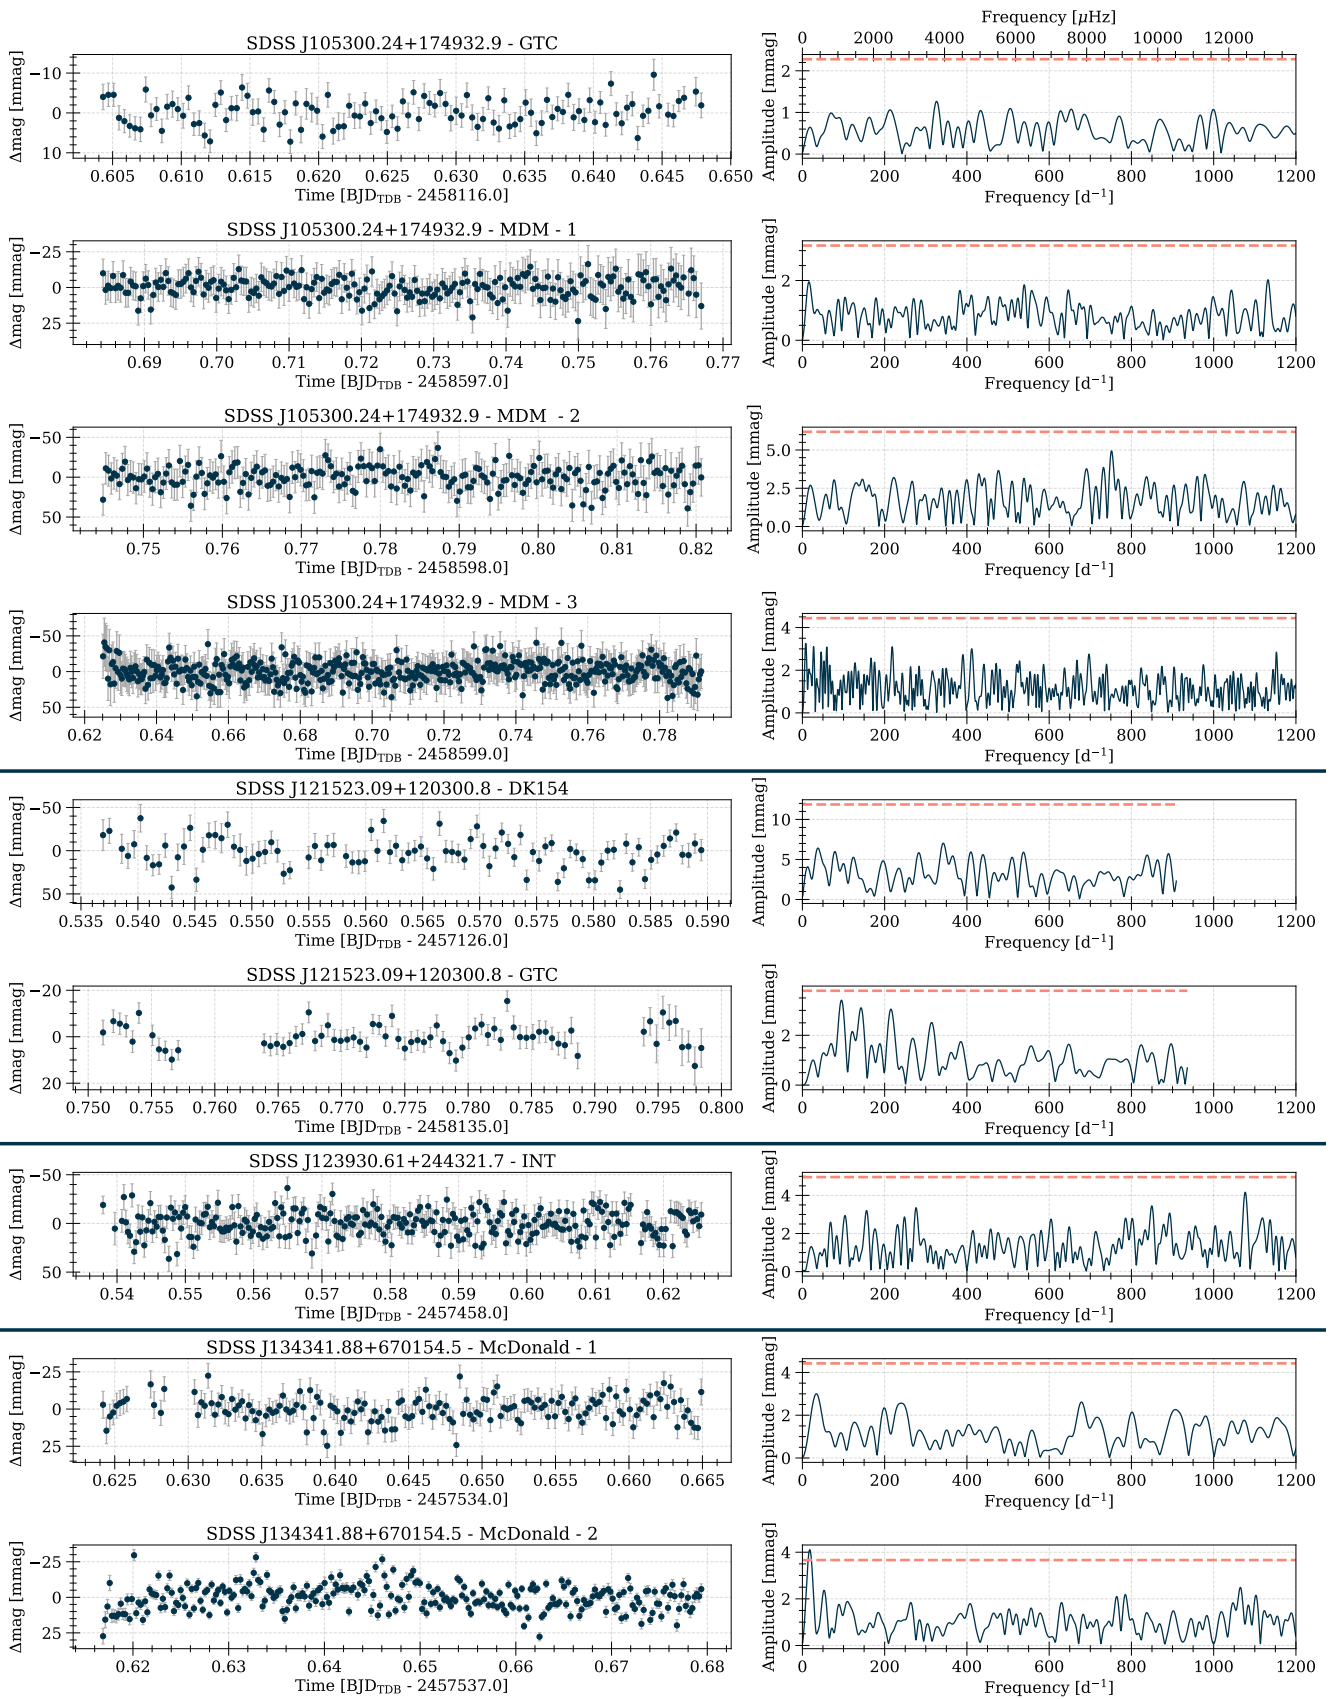 Frequency [μHz]
0 2000 4000 6000 8000 10000 12000
SDSS J105300.24+174932.9 - GTC
Δmag [mmag]
−10
0
10
0.605 0.610 0.615 0.620 0.625 0.630 0.635 0.640 0.645 0.650
Time [BJD_TDB - 2458116.0]
Amplitude [mmag]
2
1
0
0 200 400 600 800 1000 1200
Frequency [d⁻¹]
SDSS J105300.24+174932.9 - MDM - 1
Δmag [mmag]
−25
0
25
0.69 0.70 0.71 0.72 0.73 0.74 0.75 0.76 0.77
Time [BJD_TDB - 2458597.0]
Amplitude [mmag]
2
0
0 200 400 600 800 1000 1200
Frequency [d⁻¹]
SDSS J105300.24+174932.9 - MDM  - 2
Δmag [mmag]
−50
0
50
0.75 0.76 0.77 0.78 0.79 0.80 0.81 0.82
Time [BJD_TDB - 2458598.0]
Amplitude [mmag]
5.0
2.5
0.0
0 200 400 600 800 1000 1200
Frequency [d⁻¹]
SDSS J105300.24+174932.9 - MDM - 3
Δmag [mmag]
−50
0
50
0.62 0.64 0.66 0.68 0.70 0.72 0.74 0.76 0.78
Time [BJD_TDB - 2458599.0]
Amplitude [mmag]
4
2
0
0 200 400 600 800 1000 1200
Frequency [d⁻¹]
SDSS J121523.09+120300.8 - DK154
Δmag [mmag]
−50
0
50
0.535 0.540 0.545 0.550 0.555 0.560 0.565 0.570 0.575 0.580 0.585 0.590
Time [BJD_TDB - 2457126.0]
Amplitude [mmag]
10
5
0
0 200 400 600 800 1000 1200
Frequency [d⁻¹]
SDSS J121523.09+120300.8 - GTC
Δmag [mmag]
−20
0
20
0.750 0.755 0.760 0.765 0.770 0.775 0.780 0.785 0.790 0.795 0.800
Time [BJD_TDB - 2458135.0]
Amplitude [mmag]
2
0
0 200 400 600 800 1000 1200
Frequency [d⁻¹]
SDSS J123930.61+244321.7 - INT
Δmag [mmag]
−50
0
50
0.54 0.55 0.56 0.57 0.58 0.59 0.60 0.61 0.62
Time [BJD_TDB - 2457458.0]
Amplitude [mmag]
4
2
0
0 200 400 600 800 1000 1200
Frequency [d⁻¹]
SDSS J134341.88+670154.5 - McDonald - 1
Δmag [mmag]
−25
0
25
0.625 0.630 0.635 0.640 0.645 0.650 0.655 0.660 0.665
Time [BJD_TDB - 2457534.0]
Amplitude [mmag]
4
2
0
0 200 400 600 800 1000 1200
Frequency [d⁻¹]
SDSS J134341.88+670154.5 - McDonald - 2
Δmag [mmag]
−25
0
25
0.62 0.63 0.64 0.65 0.66 0.67 0.68
Time [BJD_TDB - 2457537.0]
Amplitude [mmag]
4
2
0
0 200 400 600 800 1000 1200
Frequency [d⁻¹]